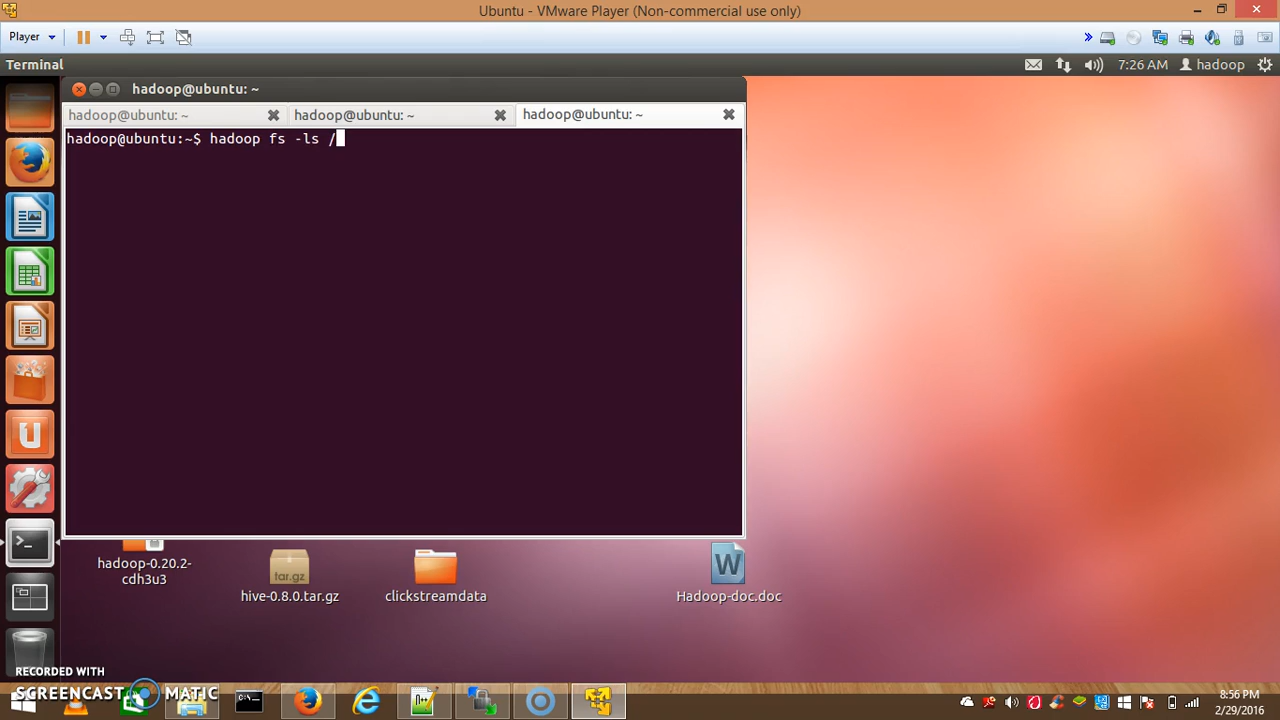 Ubuntu - VMware Player (Non-commercial use only)
Player
Terminal
7:26 AM
hadoop
hadoop@ubuntu: ~
hadoop@ubuntu: ~
hadoop@ubuntu: ~
hadoop@ubuntu: ~
hadoop@ubuntu:~$ hadoop fs -ls /
hadoop-0.20.2-
cdh3u3
tar.gz
hive-0.8.0.tar.gz
clickstreamdata
W
Hadoop-doc.doc
RECORDED WITH
SCREENCAST MATIC
8:56 PM
2/29/2016